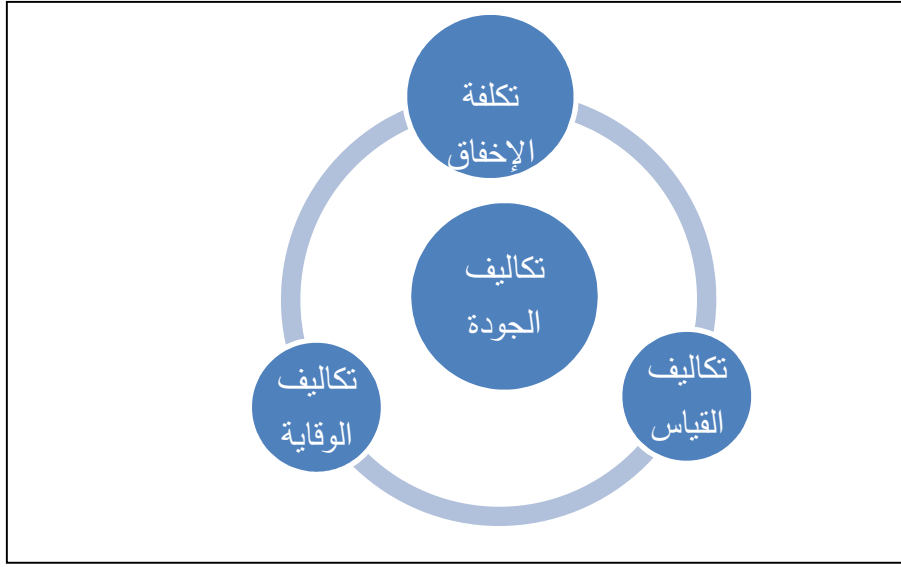 تكلفة
الإخفاق
تكاليف
الجودة
تكاليف
القياس
تكاليف
الوقاية